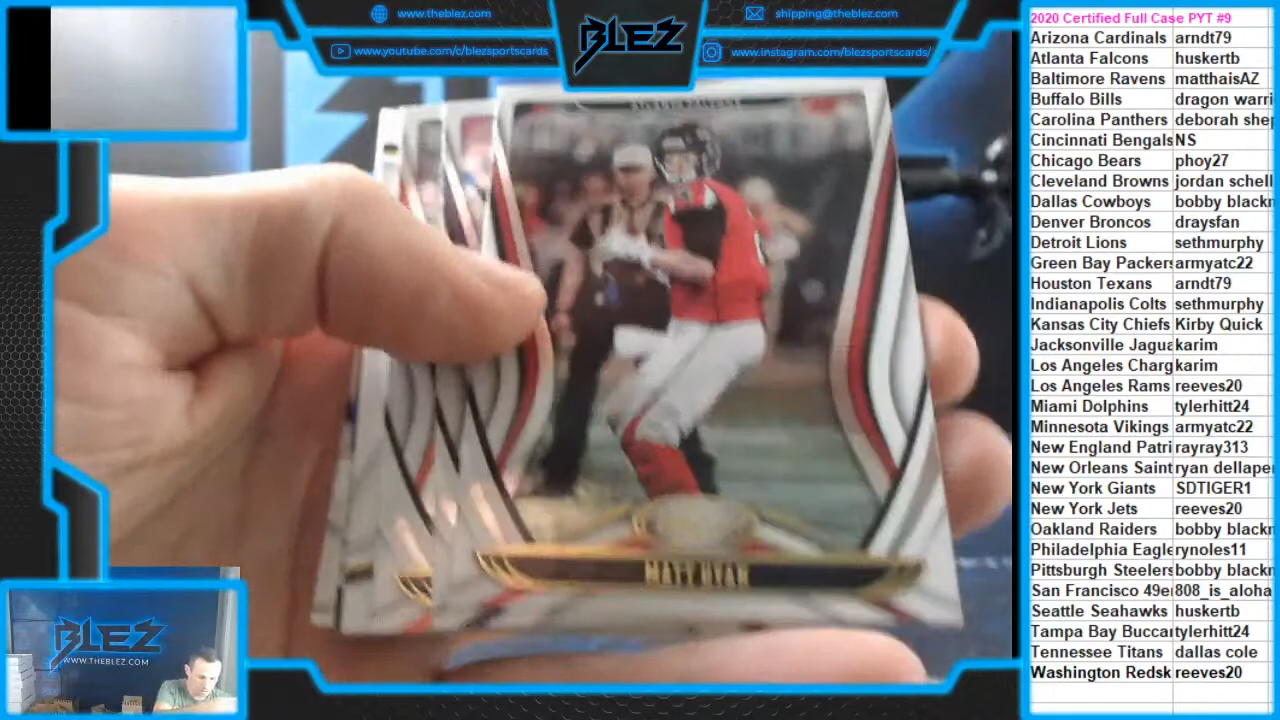 www.theblez.com
www.youtube.com/c/blezsportscards
BLEZ
shipping@theblez.com
www.instagram.com/blezsportscards/
MATT RYAN
BLEZ
WWW.THEBLEZ.COM
2020 Certified Full Case PYT #9
Arizona Cardinals arndt79
Atlanta Falcons huskertb
Baltimore Ravens matthaisAZ
Buffalo Bills dragon warri
Carolina Panthers deborah shep
Cincinnati Bengals NS
Chicago Bears phoy27
Cleveland Browns jordan schell
Dallas Cowboys bobby blackn
Denver Broncos draysfan
Detroit Lions sethmurphy
Green Bay Packers armyatc22
Houston Texans arndt79
Indianapolis Colts sethmurphy
Kansas City Chiefs Kirby Quick
Jacksonville Jagua karim
Los Angeles Charg karim
Los Angeles Rams reeves20
Miami Dolphins tylerhitt24
Minnesota Vikings armyatc22
New England Patri rayray313
New Orleans Saint ryan dellape
New York Giants SDTIGER1
New York Jets reeves20
Oakland Raiders bobby blackn
Philadelphia Eagle rynoles11
Pittsburgh Steelers bobby blackn
San Francisco 49e 808_is_aloha
Seattle Seahawks huskertb
Tampa Bay Buccan tylerhitt24
Tennessee Titans dallas cole
Washington Redsk reeves20